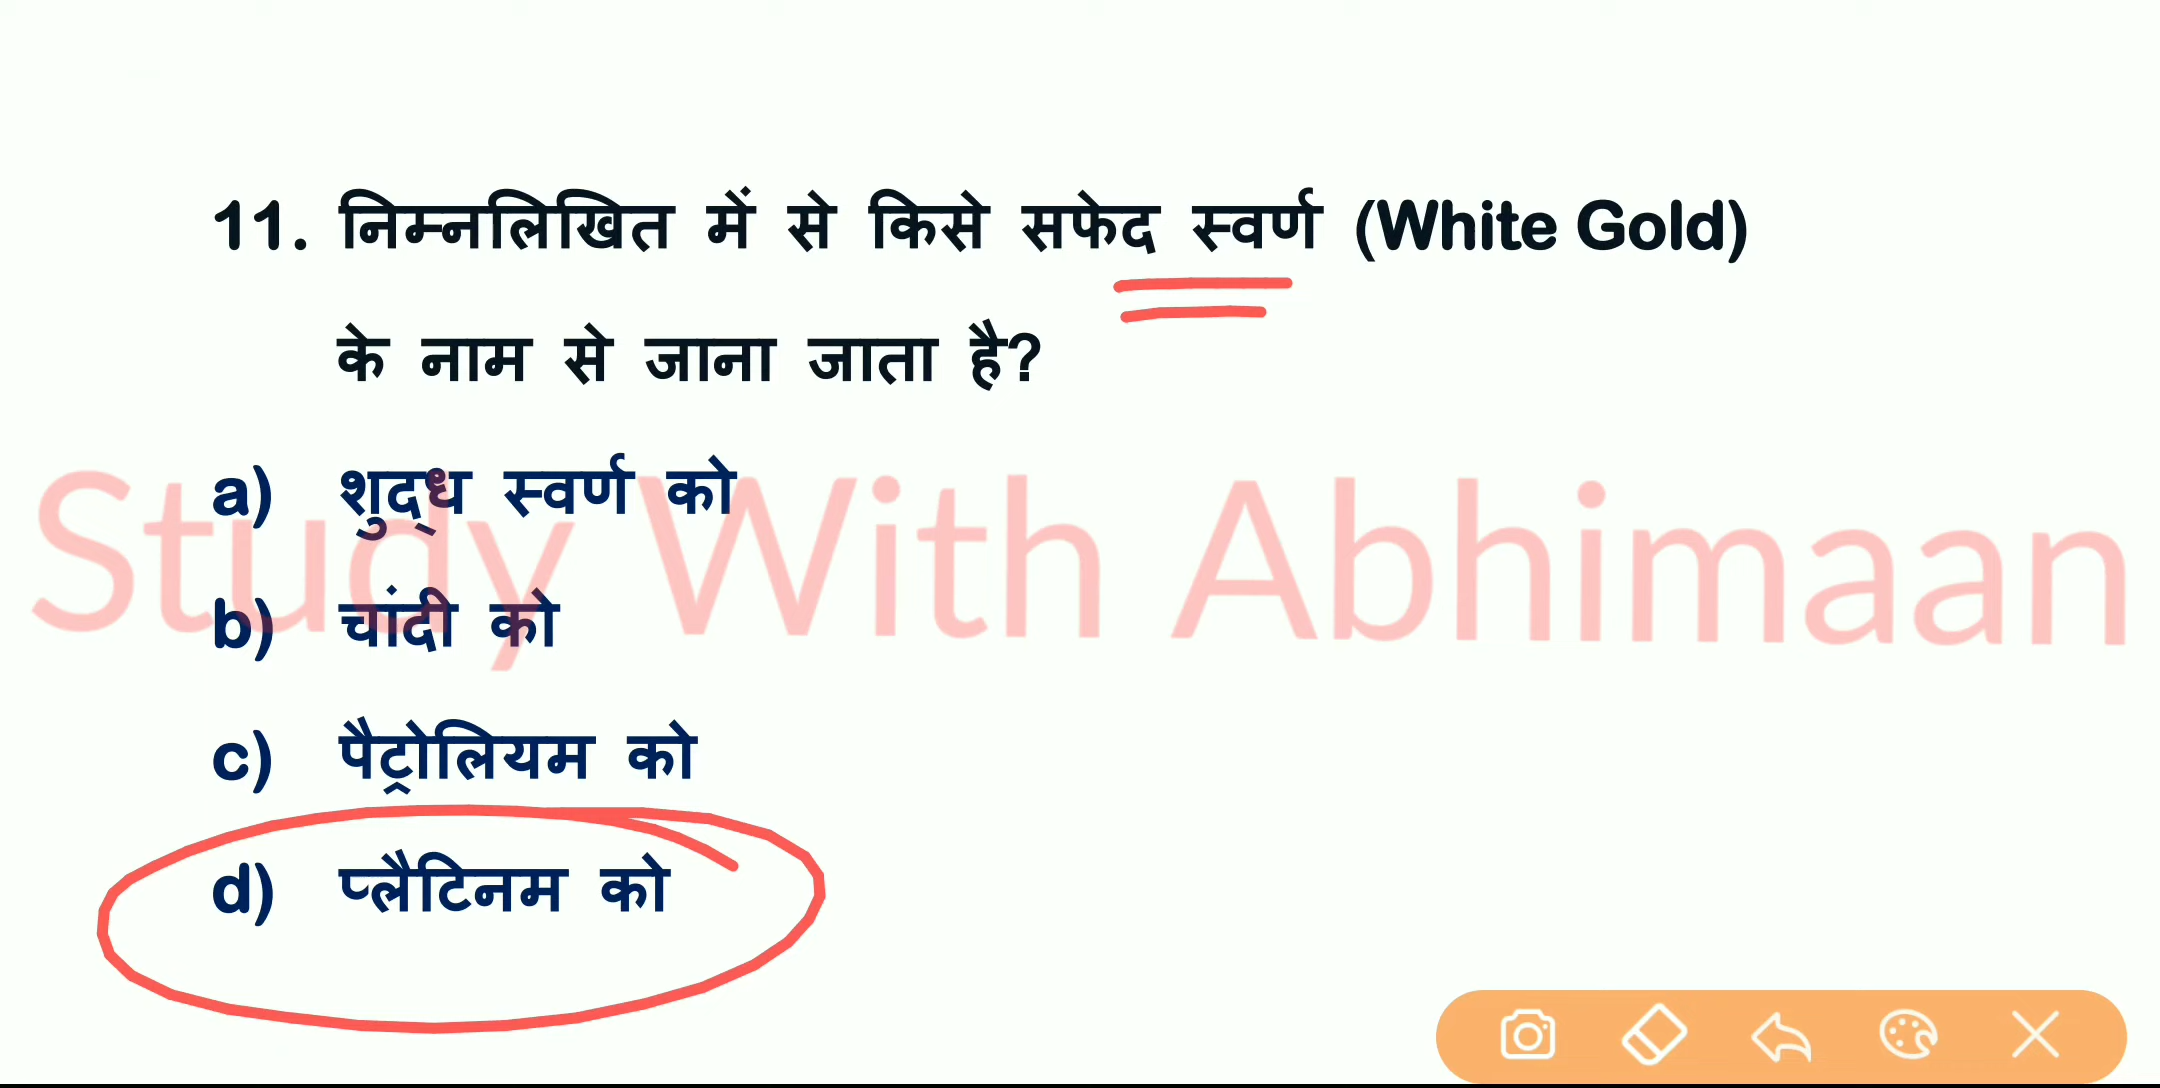 11. निम्नलिखित में से किसे सफेद स्वर्ण (White Gold)
के नाम से जाना जाता है?
a) शुद्ध स्वर्ण को
Study With Abhimaan
b) चांदी को
c) पैट्रोलियम को
d) प्लैटिनम को